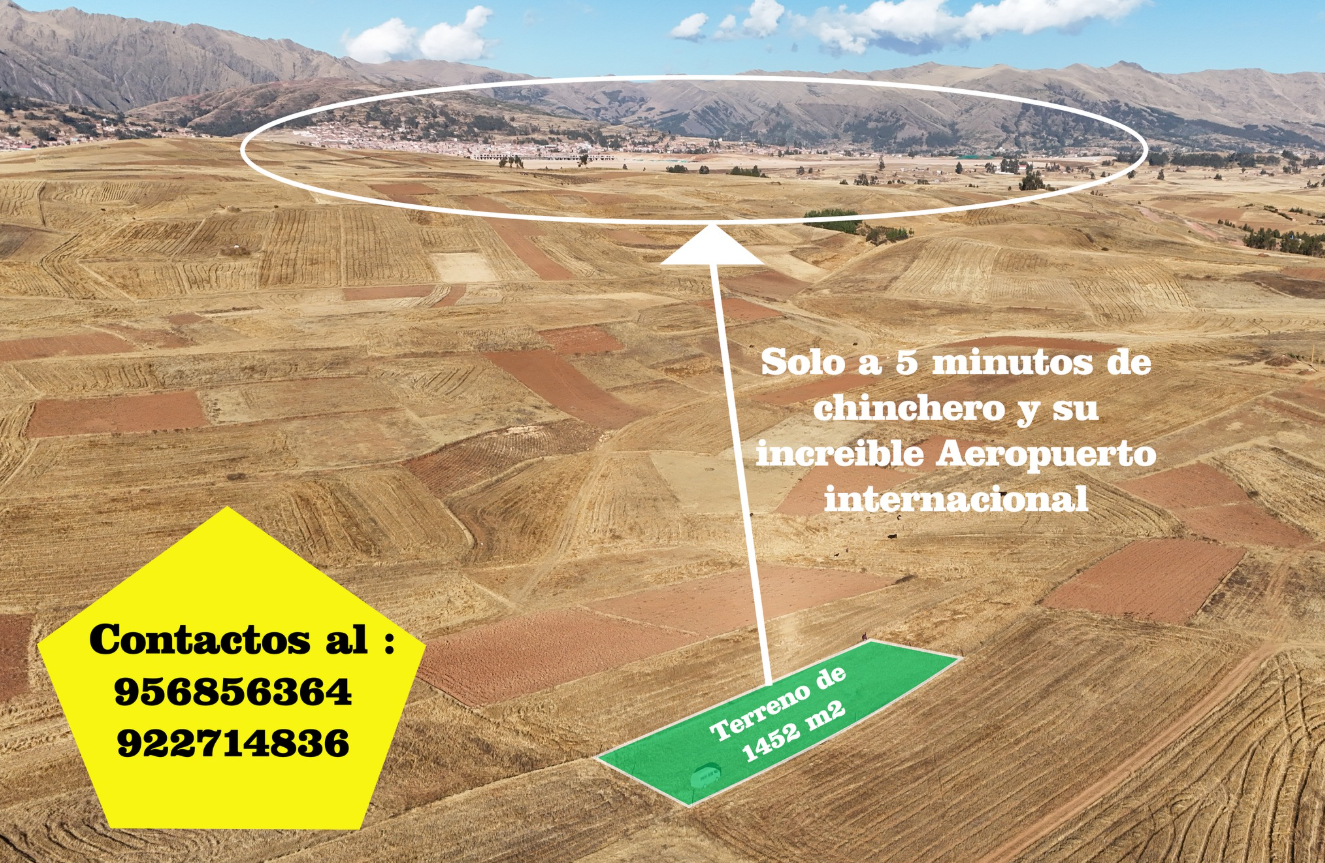 Solo a 5 minutos de
chinchero y su
increible Aeropuerto
internacional
Contactos al :
956856364
922714836
Terreno de
1452 m2